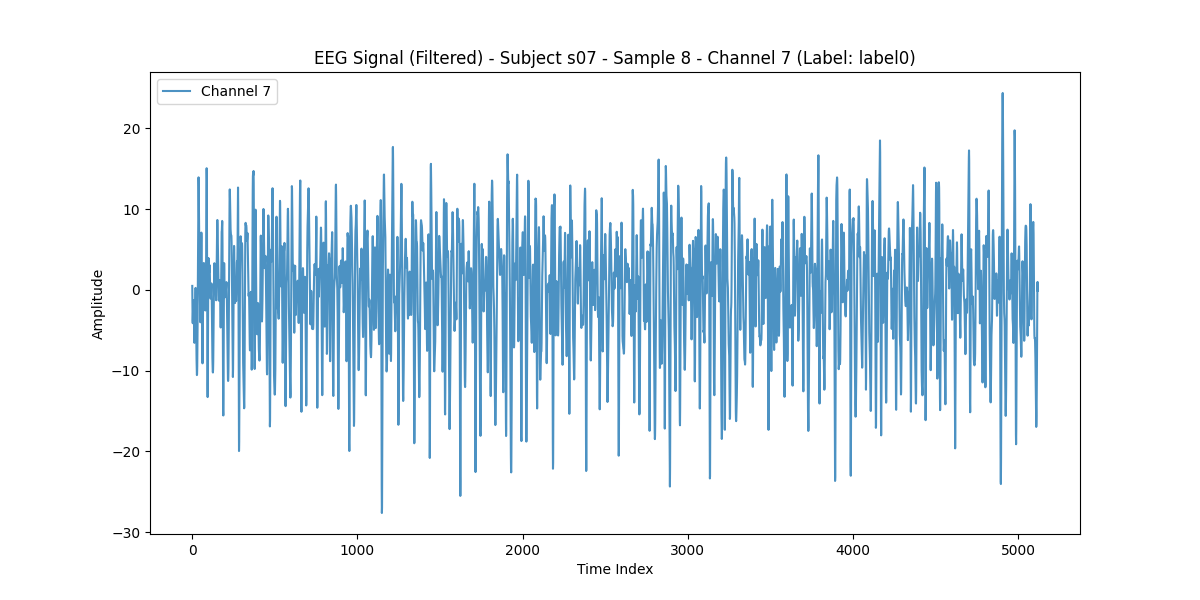 EEG Signal (Filtered) - Subject s07 - Sample 8 - Channel 7 (Label: label0)
Channel 7
20
10
0
−10
−20
−30
Amplitude
0 1000 2000 3000 4000 5000
Time Index